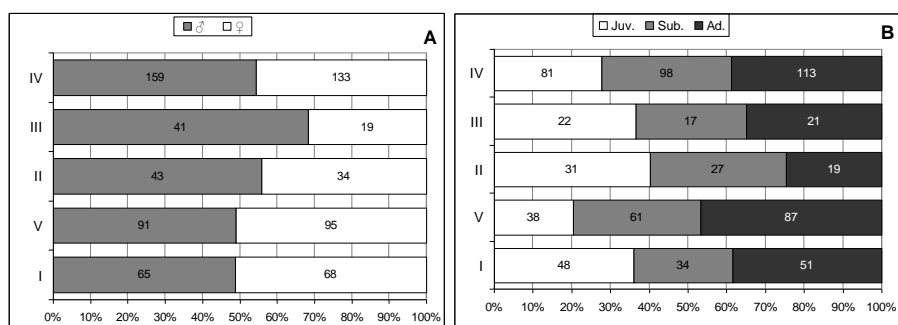 ♂ ♀
A
IV 159 133
III 41 19
II 43 34
V 91 95
I 65 68
0% 10% 20% 30% 40% 50% 60% 70% 80% 90% 100%
Juv. Sub. Ad.
B
IV 81 98 113
III 22 17 21
II 31 27 19
V 38 61 87
I 48 34 51
0% 10% 20% 30% 40% 50% 60% 70% 80% 90% 100%